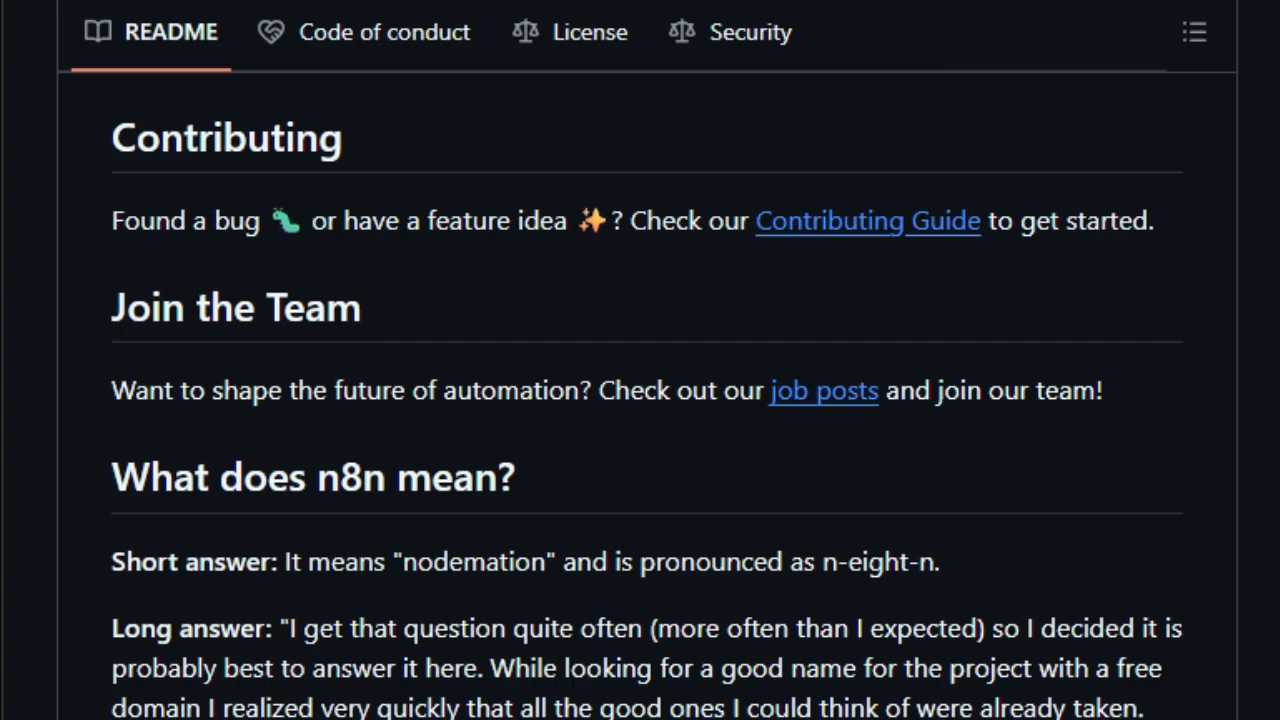 README Code of conduct License Security
Contributing
Found a bug 🐛 or have a feature idea ✨? Check our Contributing Guide to get started.
Join the Team
Want to shape the future of automation? Check out our job posts and join our team!
What does n8n mean?
Short answer: It means "nodemation" and is pronounced as n-eight-n.
Long answer: "I get that question quite often (more often than I expected) so I decided it is
probably best to answer it here. While looking for a good name for the project with a free
domain I realized very quickly that all the good ones I could think of were already taken.